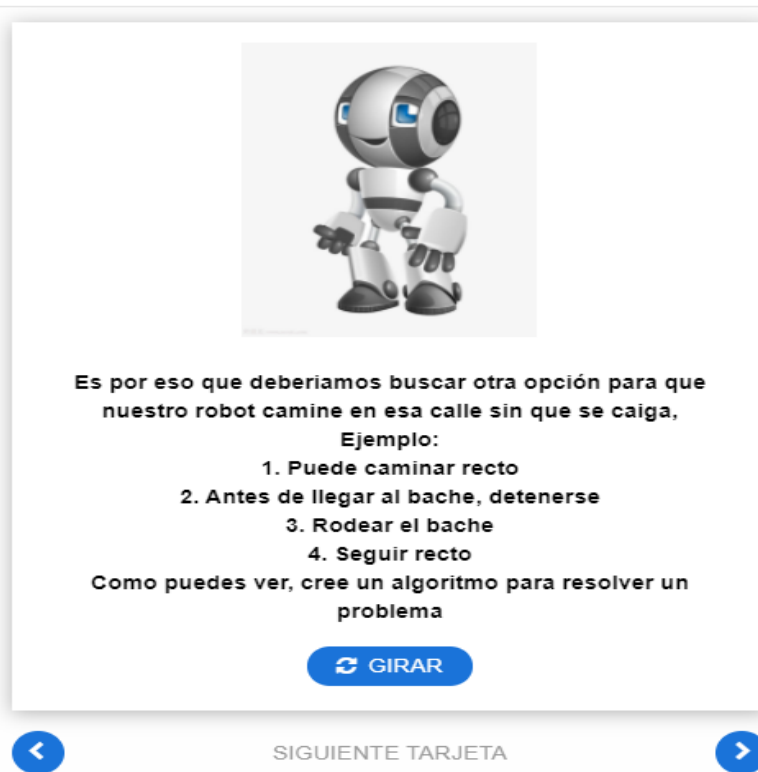 Es por eso que deberiamos buscar otra opción para que
nuestro robot camine en esa calle sin que se caiga,
Ejemplo:
1. Puede caminar recto
2. Antes de llegar al bache, detenerse
3. Rodear el bache
4. Seguir recto
Como puedes ver, cree un algoritmo para resolver un
problema
GIRAR
SIGUIENTE TARJETA